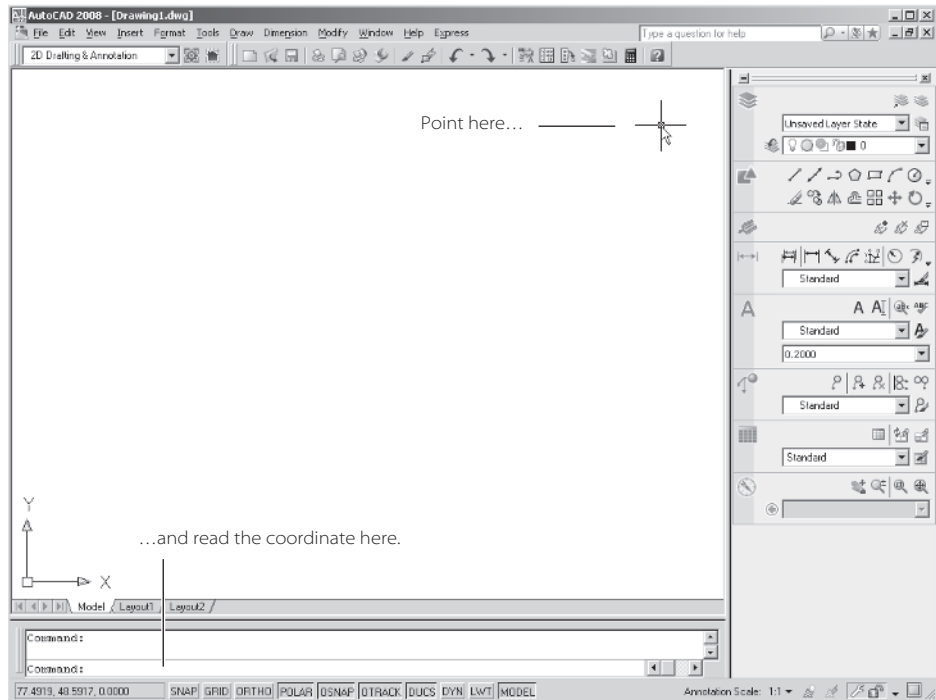 AutoCAD 2008 - [Drawing1.dwg]
File Edit View Insert Format Tools Draw Dimension Modify Window Help Express
Type a question for help
2D Drafting & Annotation
Point here…
Unsaved Layer State
0
Standard
A A
Standard
0.2000
Standard
Standard
Y
…and read the coordinate here.
X
Model Layout1 Layout2
Command:
Command:
77.4919, 48.5917, 0.0000 SNAP GRID ORTHO POLAR OSNAP OTRACK DUCS DYN LWT MODEL Annotation Scale: 1:1